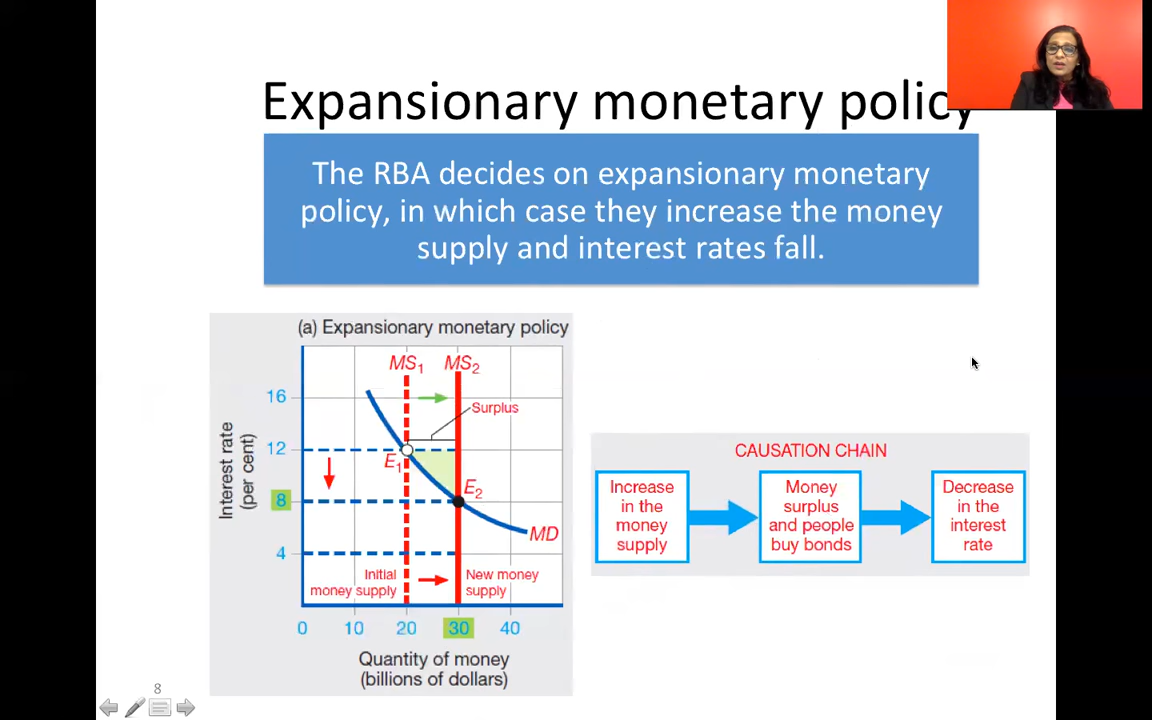 Expansionary monetary policy
The RBA decides on expansionary monetary
policy, in which case they increase the money
supply and interest rates fall.
(a) Expansionary monetary policy
MS1 MS2
Surplus
16
12
8
4
E1
E2
MD
Interest rate
(per cent)
Initial
money supply
New money
supply
0 10 20 30 40
Quantity of money
(billions of dollars)
CAUSATION CHAIN
Increase
in the
money
supply
Money
surplus
and people
buy bonds
Decrease
in the
interest
rate
8